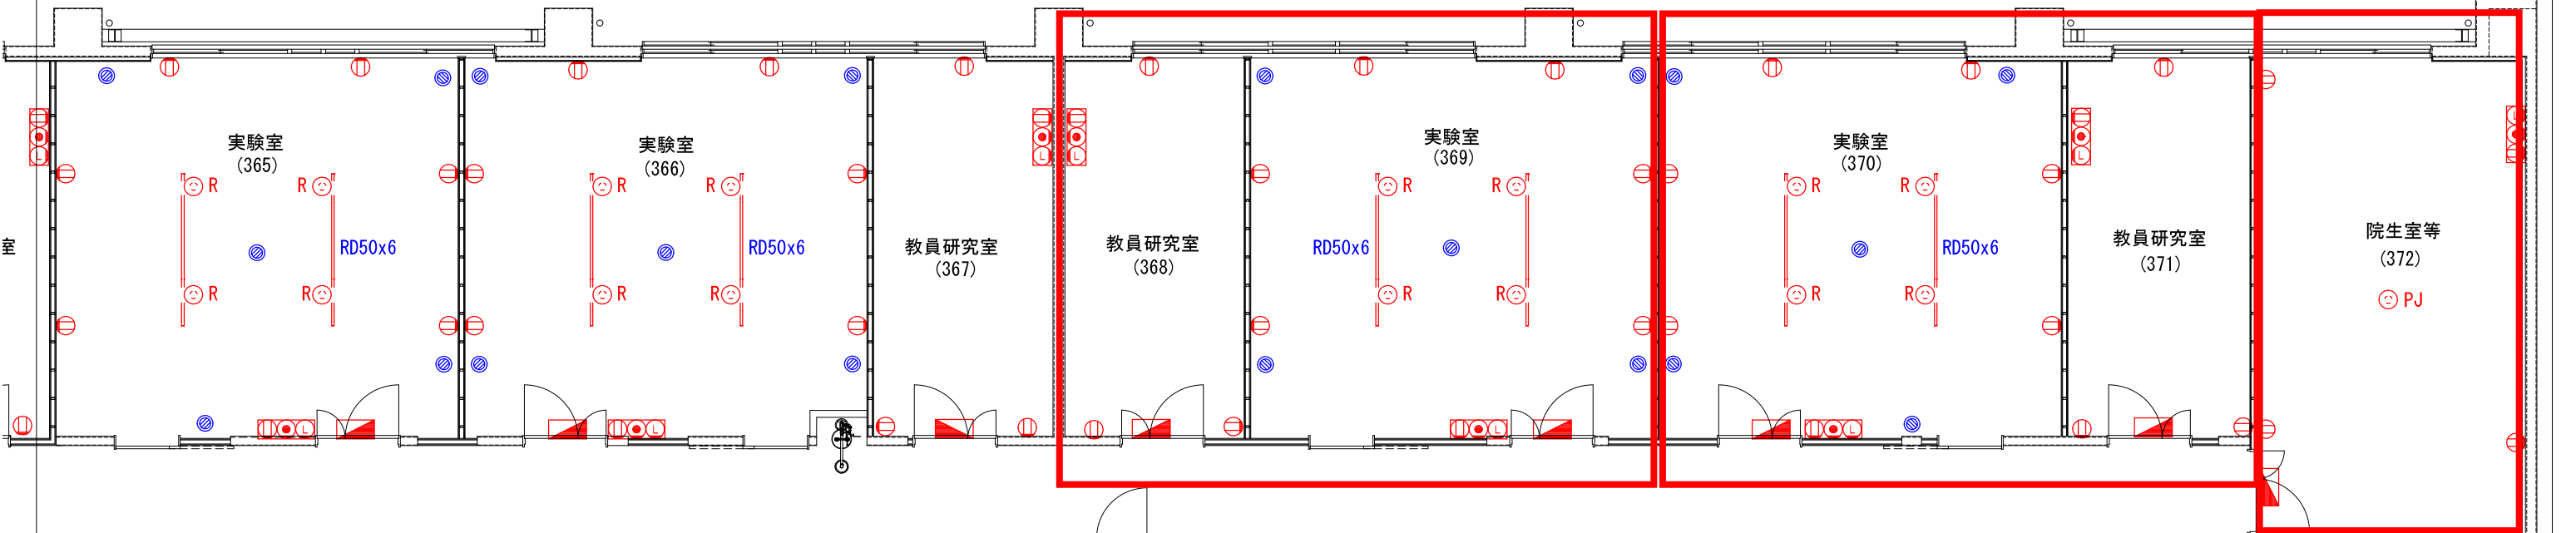 室
実験室
(365)
R
R
R
R
RD50x6
L
L
実験室
(366)
R
R
R
R
RD50x6
L
教員研究室
(367)
L
教員研究室
(368)
L
実験室
(369)
R
R
R
R
RD50x6
L
実験室
(370)
R
R
R
R
RD50x6
L
教員研究室
(371)
L
院生室等
(372)
PJ
L